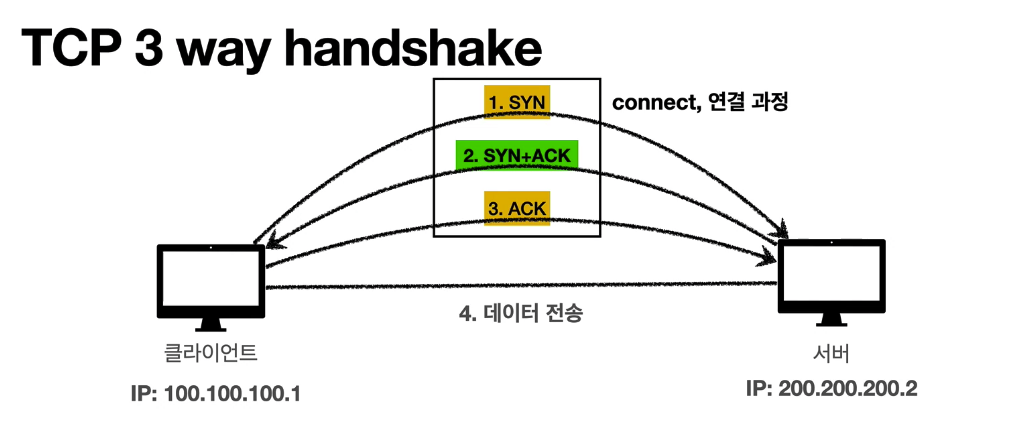 TCP 3 way handshake
1. SYN
connect, 연결 과정
2. SYN+ACK
3. ACK
4. 데이터 전송
클라이언트
서버
IP: 100.100.100.1
IP: 200.200.200.2